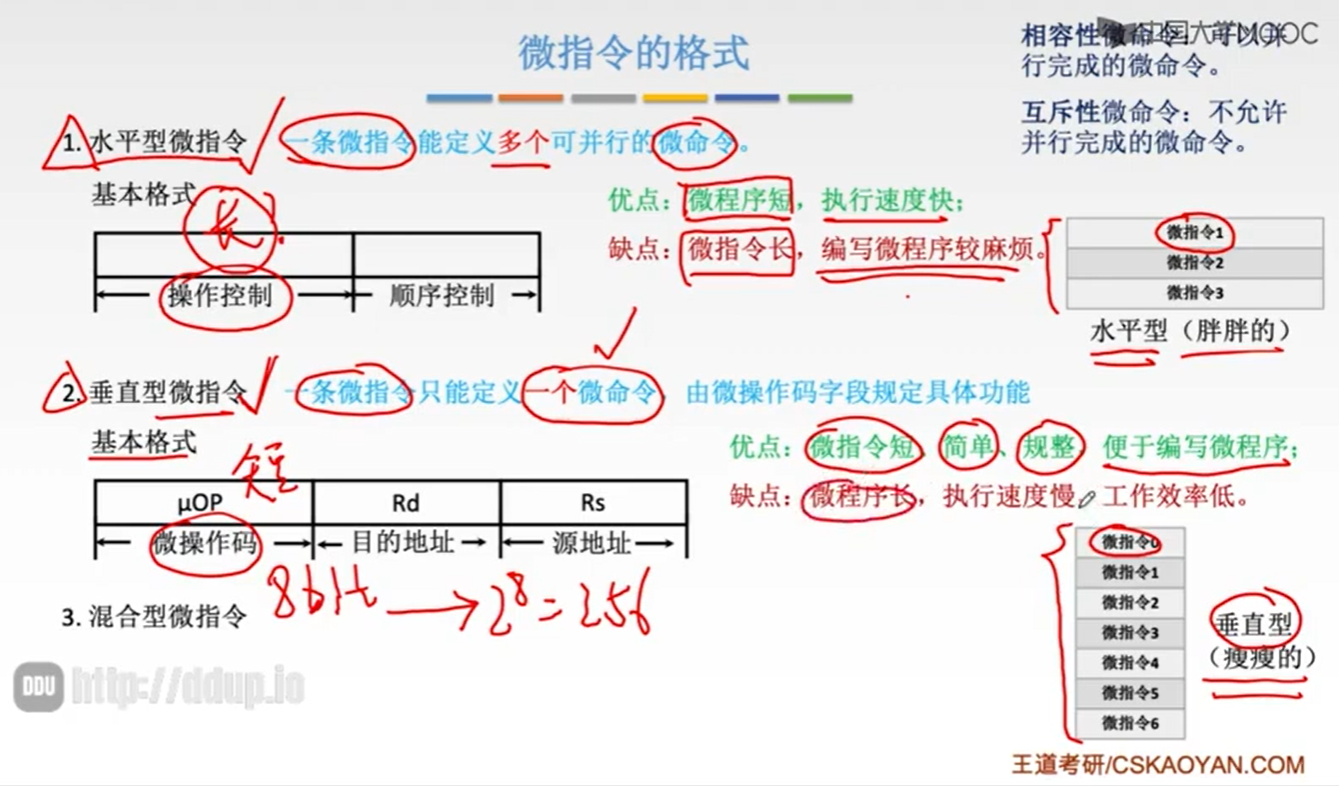 微指令的格式
中国大学MOOC
相容性微命令：可以并
行完成的微命令。
互斥性微命令：不允许
并行完成的微命令。
1. 水平型微指令 一条微指令能定义多个可并行的微命令。
基本格式
长
操作控制 顺序控制
优点：微程序短，执行速度快；
缺点：微指令长，编写微程序较麻烦。
微指令1
微指令2
微指令3
水平型（胖胖的）
2. 垂直型微指令 一条微指令只能定义一个微命令，由微操作码字段规定具体功能
基本格式
短
μOP Rd Rs
微操作码 目的地址 源地址
优点：微指令短、简单、规整，便于编写微程序；
缺点：微程序长，执行速度慢，工作效率低。
微指令0
微指令1
微指令2
微指令3
微指令4
微指令5
微指令6
垂直型
（瘦瘦的）
8bit → 2⁸=256
3. 混合型微指令
DDU http://ddup.io
王道考研/CSKAOYAN.COM